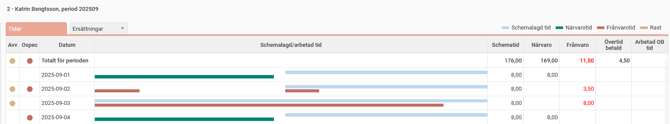 2 - Katrin Bengtsson, period 202509
Tider Ersättningar
Schemalagd tid Närvarotid Frånvarotid Rast
Avv Ospec Datum Schemalagd/arbetad tid Schematid Närvaro Frånvaro Övertid betald Arbetad OB tid
Totalt för perioden 176,00 169,00 11,50 4,50
2025-09-01 8,00 8,00
2025-09-02 8,00 3,50
2025-09-03 8,00 8,00
2025-09-04 8,00 8,00